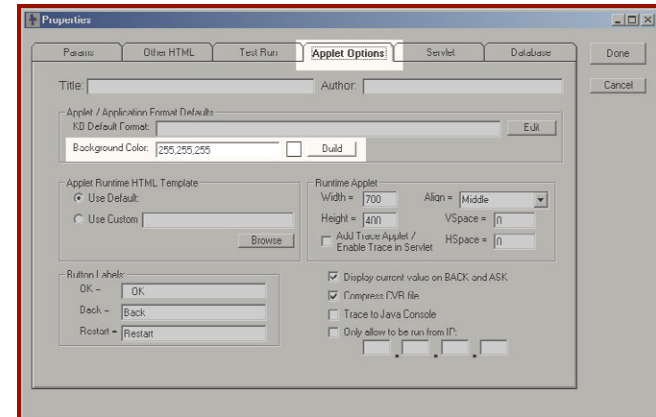 Properties
Params Other HTML Test Run Applet Options Servlet Database Done
Title: Author: Cancel
Applet / Application Format Defaults
KB Default Format: Edit
Background Color: 255,255,255 Build
Applet Runtime HTML Template Runtime Applet
Use Default: Width = 700 Align = Middle
Use Custom Height = 400 VSpace = 0
Browse Add Trace Applet / Enable Trace in Servlet HSpace = 0
Button Labels: Display current value on BACK and ASK
OK = OK Compress CVR file
Back = Back Trace to Java Console
Restart = Restart Only allow to be run from IP: